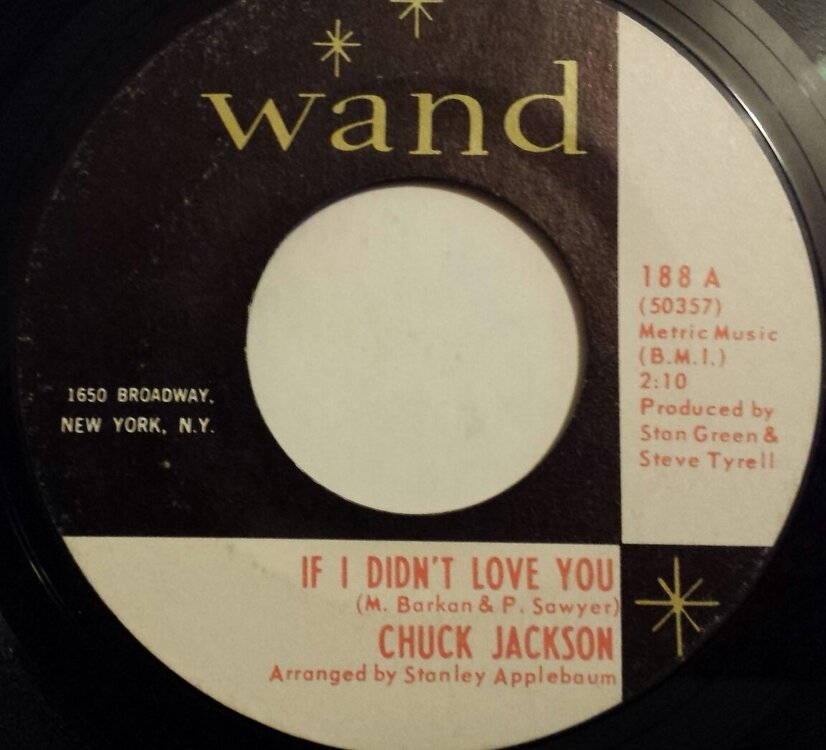 wand
188 A
(50357)
Metric Music
(B.M.I.)
2:10
Produced by
Stan Green &
Steve Tyrell
1650 BROADWAY,
NEW YORK, N.Y.
IF I DIDN'T LOVE YOU
(M. Barkan & P. Sawyer)
CHUCK JACKSON
Arranged by Stanley Applebaum